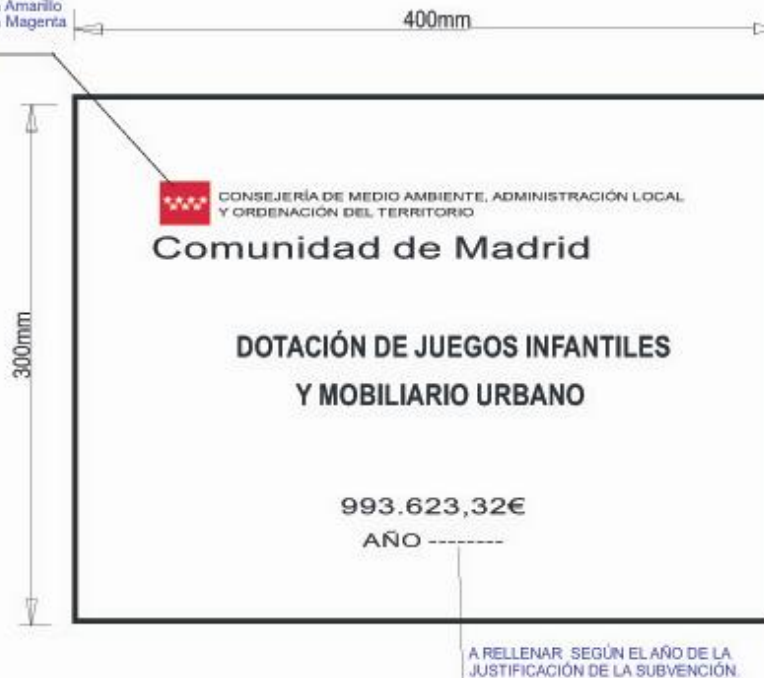 Amarillo
Magenta
400mm
300mm
CONSEJERÍA DE MEDIO AMBIENTE, ADMINISTRACIÓN LOCAL
Y ORDENACIÓN DEL TERRITORIO
Comunidad de Madrid
DOTACIÓN DE JUEGOS INFANTILES
Y MOBILIARIO URBANO
993.623,32€
AÑO --------
A RELLENAR SEGÚN EL AÑO DE LA
JUSTIFICACIÓN DE LA SUBVENCIÓN.